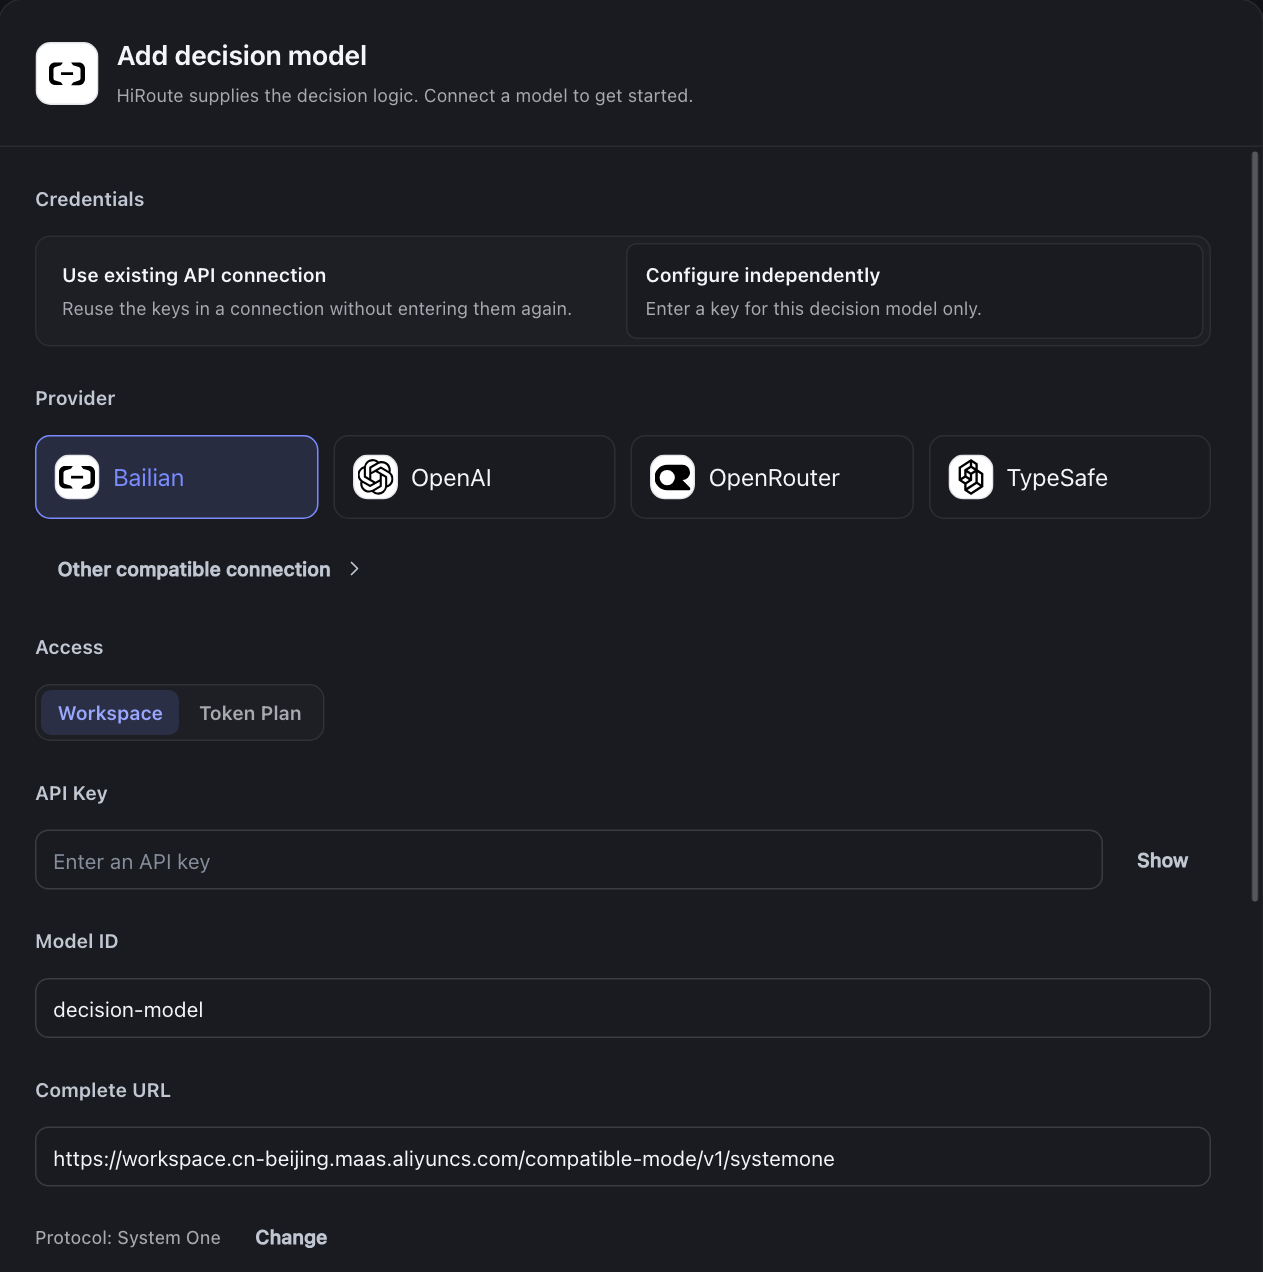 Add decision model
HiRoute supplies the decision logic. Connect a model to get started.
Credentials
Use existing API connection
Reuse the keys in a connection without entering them again.
Configure independently
Enter a key for this decision model only.
Provider
Bailian
OpenAI
OpenRouter
TypeSafe
Other compatible connection
Access
Workspace
Token Plan
API Key
Enter an API key
Show
Model ID
decision-model
Complete URL
https://workspace.cn-beijing.maas.aliyuncs.com/compatible-mode/v1/systemone
Protocol: System One
Change